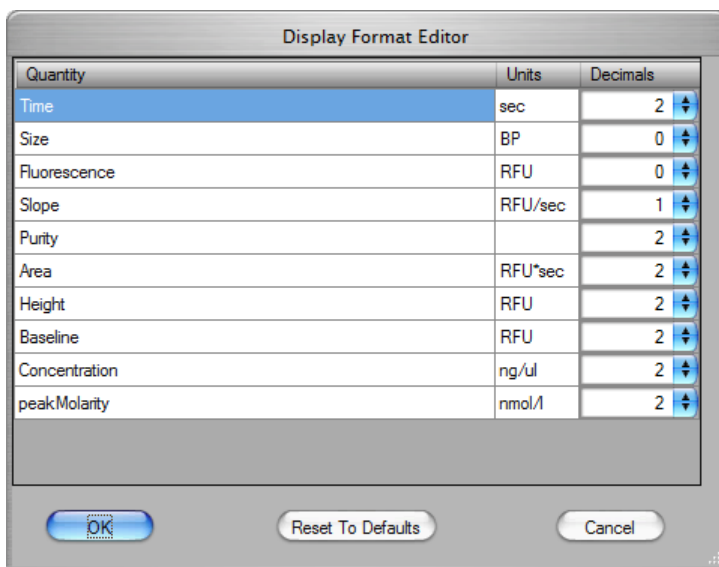 Display Format Editor
Quantity Units Decimals
Time sec 2
Size BP 0
Fluorescence RFU 0
Slope RFU/sec 1
Purity 2
Area RFU*sec 2
Height RFU 2
Baseline RFU 2
Concentration ng/ul 2
peakMolarity nmol/l 2
OK Reset To Defaults Cancel